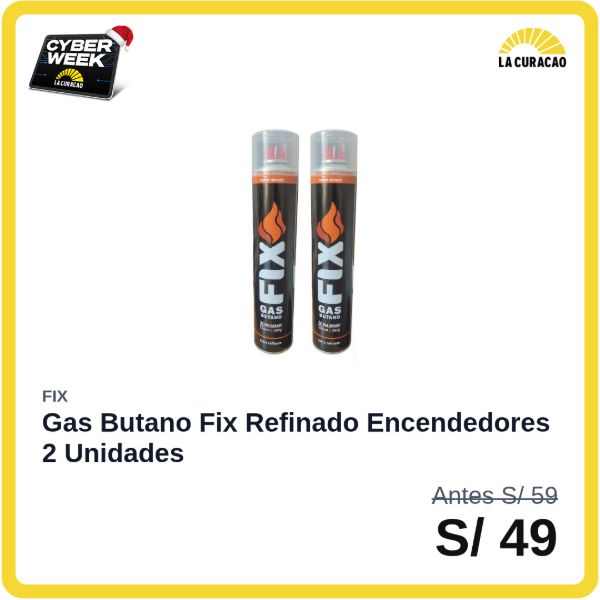 CYBER
WEEK
LA CURACAO
LA CURACAO
FIX
GAS
BUTANO
FIX
GAS
BUTANO
FIX
Gas Butano Fix Refinado Encendedores
2 Unidades
Antes S/ 59
S/ 49